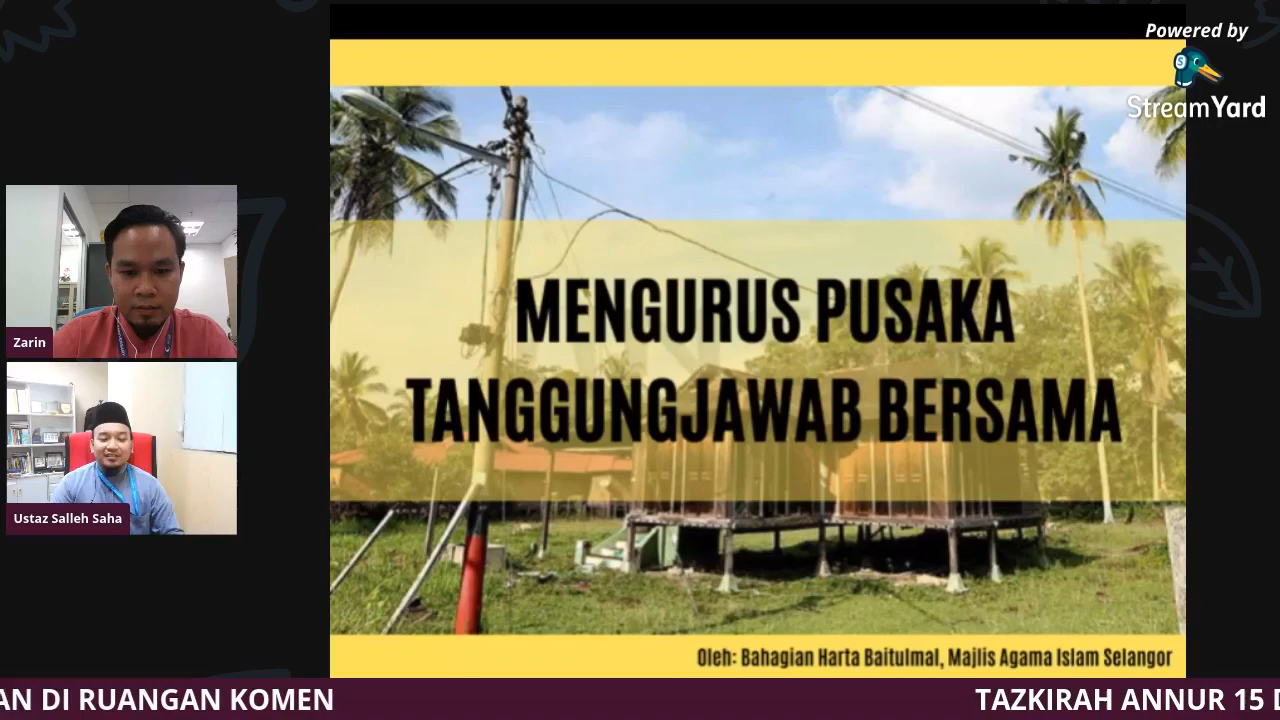 Powered by
StreamYard
Zarin
Ustaz Salleh Saha
MENGURUS PUSAKA
TANGGUNGJAWAB BERSAMA
Oleh: Bahagian Harta Baitulmal, Majlis Agama Islam Selangor
AN DI RUANGAN KOMEN
TAZKIRAH ANNUR 15 D